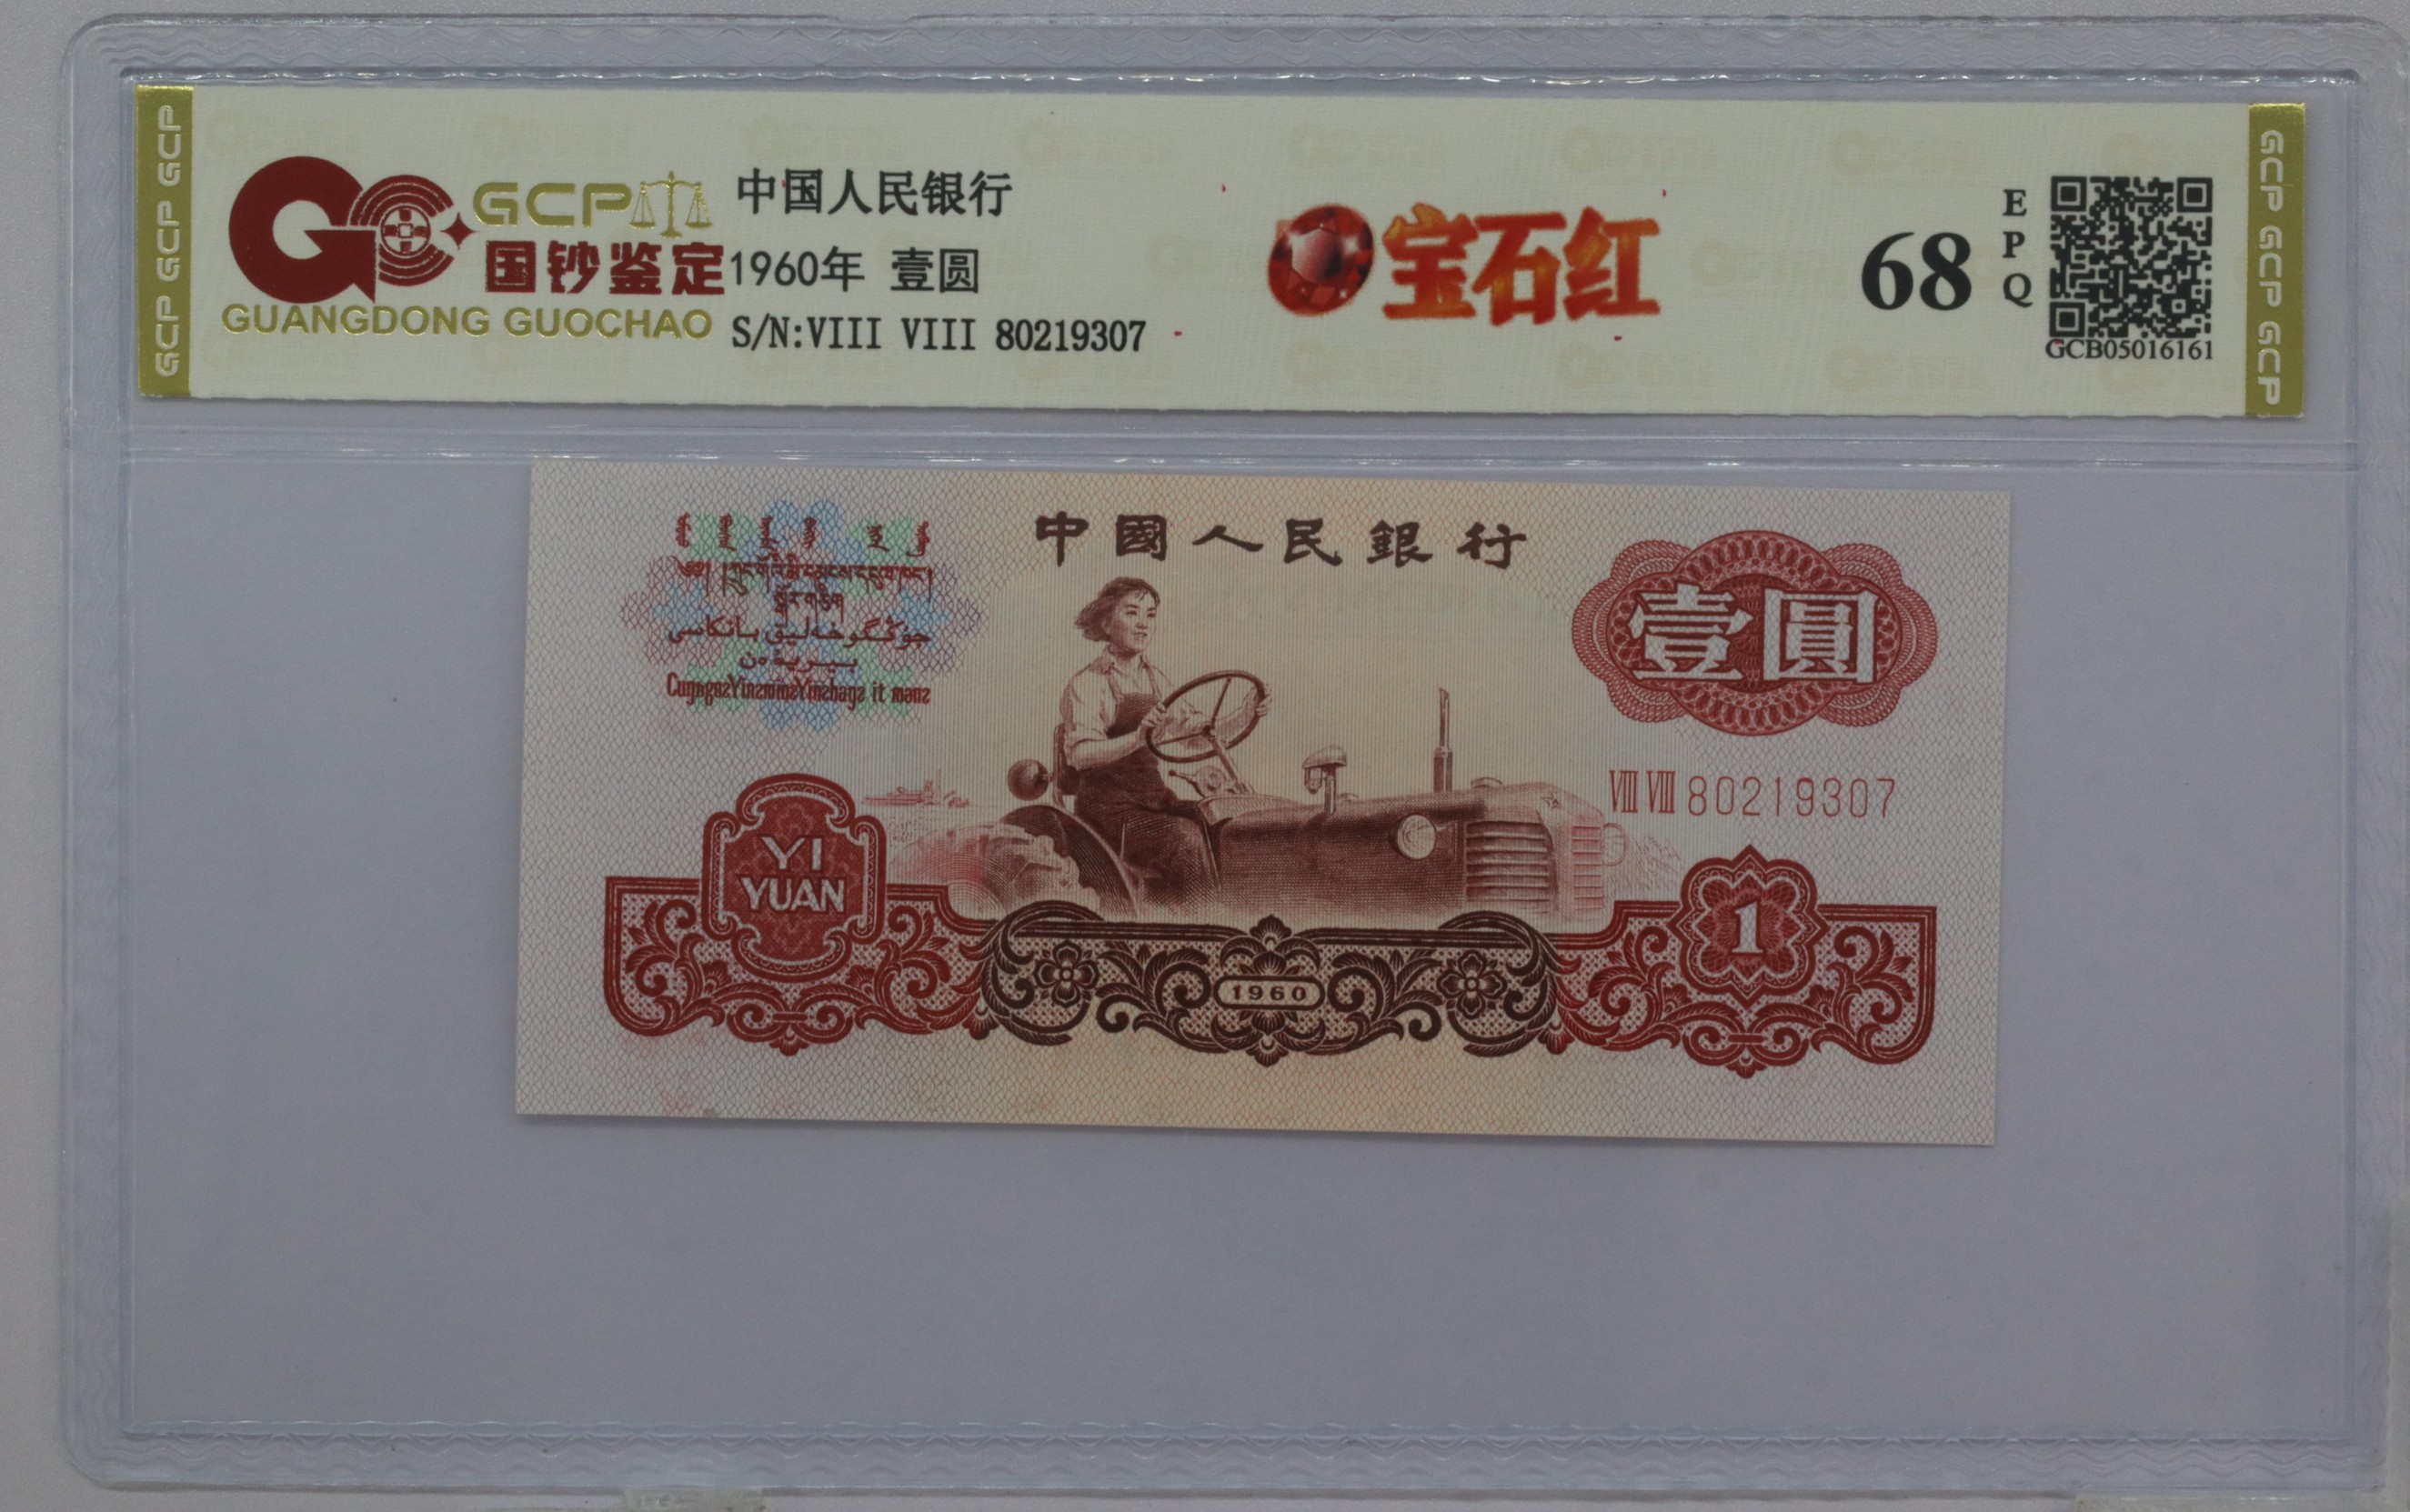 GCP GCP GCP
GCP
国钞鉴定
GUANGDONG GUOCHAO
中国人民银行
1960年 壹圆
S/N:VIII VIII 80219307
宝石红
68
EPQ
GCB05016161
GCP GCP GCP
中國人民銀行
壹圓
VIII VIII 80219307
YI
YUAN
1
1960